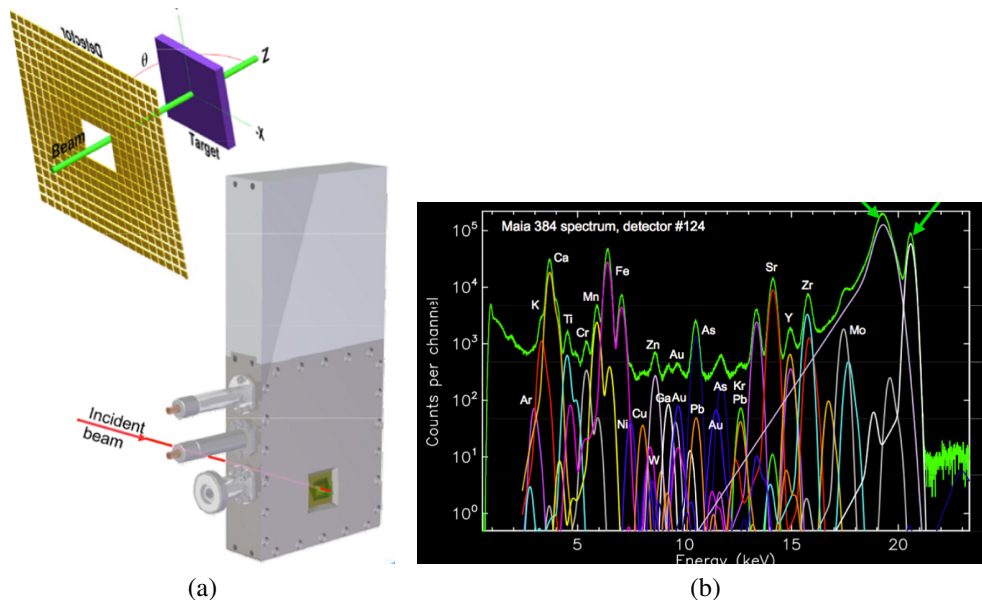 Detector
θ
Z
Beam
-X
Target
Incident
beam
(a)
Maia 384 spectrum, detector #124
Counts per channel
10⁵
10⁴
10³
10²
10¹
10⁰
Ca
K
Ti
Cr
Mn
Fe
Ar
Ni
Cu
Zn
W
Ga
Au
Au
As
Pb
As
Au
Kr
Pb
Sr
Y
Zr
Mo
5 10 15 20
Energy (keV)
(b)